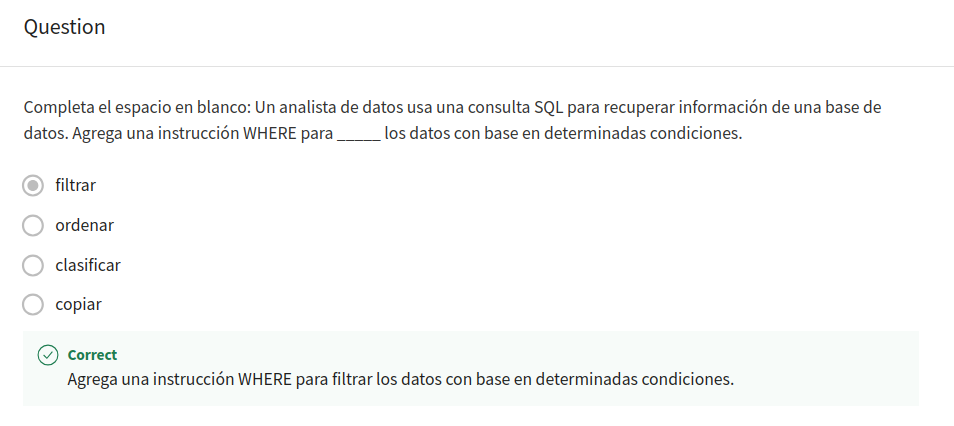 Question
Completa el espacio en blanco: Un analista de datos usa una consulta SQL para recuperar información de una base de
datos. Agrega una instrucción WHERE para _____ los datos con base en determinadas condiciones.
filtrar
ordenar
clasificar
copiar
Correct
Agrega una instrucción WHERE para filtrar los datos con base en determinadas condiciones.